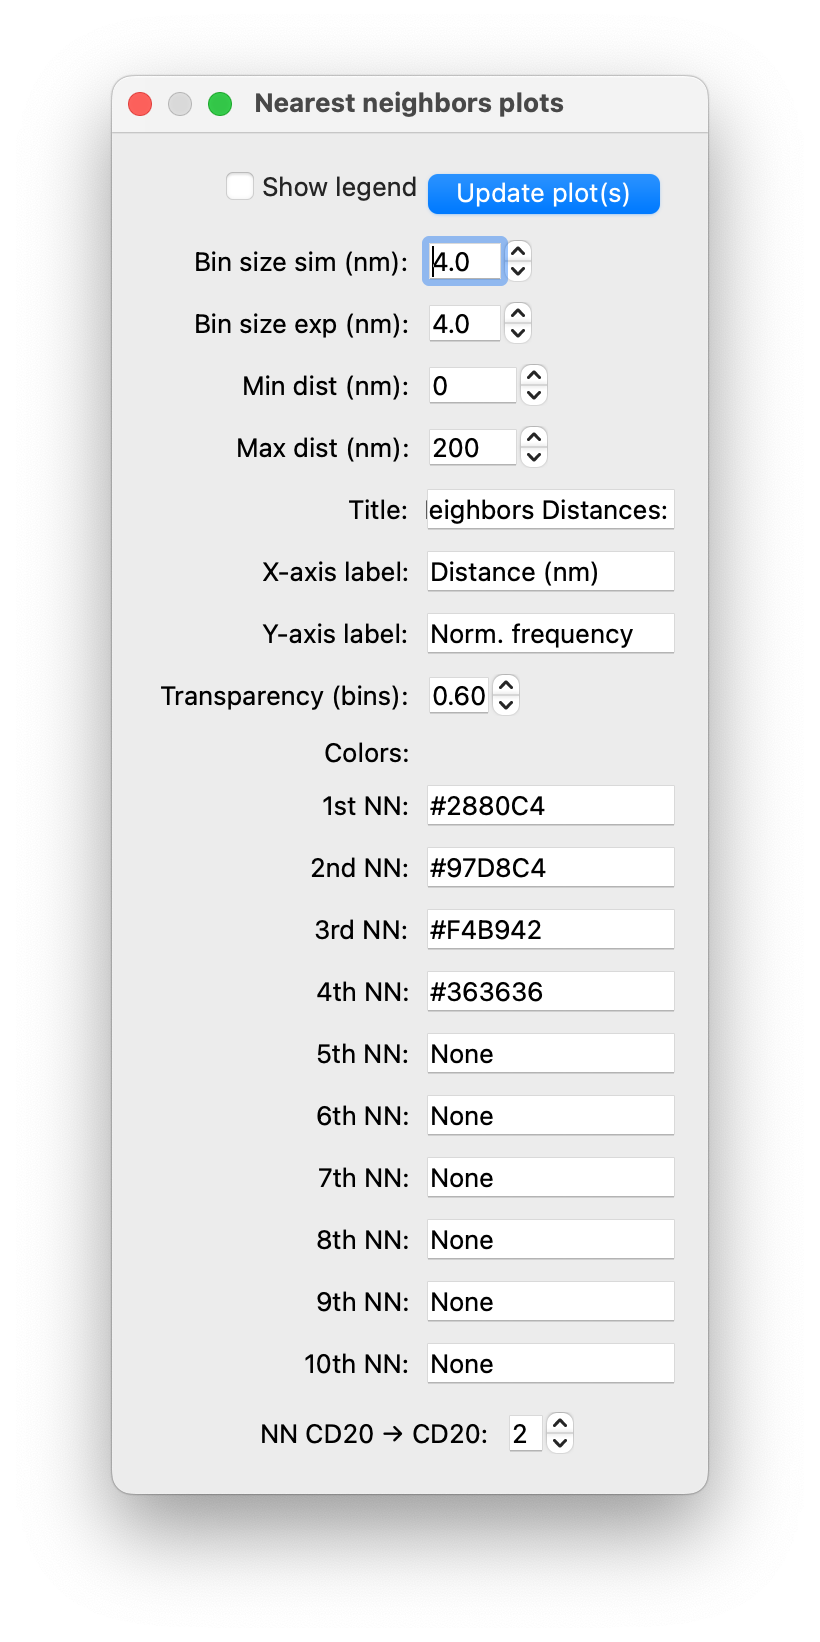 Nearest neighbors plots
Show legend Update plot(s)
Bin size sim (nm): 4.0
Bin size exp (nm): 4.0
Min dist (nm): 0
Max dist (nm): 200
Title: eighbors Distances:
X-axis label: Distance (nm)
Y-axis label: Norm. frequency
Transparency (bins): 0.60
Colors:
1st NN: #2880C4
2nd NN: #97D8C4
3rd NN: #F4B942
4th NN: #363636
5th NN: None
6th NN: None
7th NN: None
8th NN: None
9th NN: None
10th NN: None
NN CD20 → CD20: 2